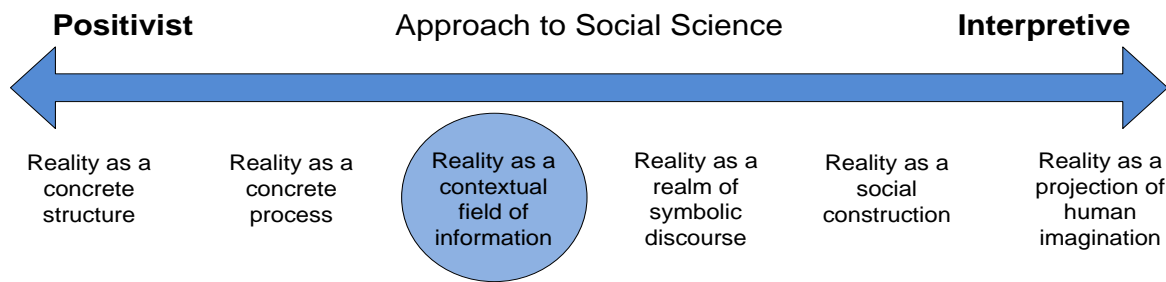 Positivist Approach to Social Science Interpretive
Reality as a
concrete
structure
Reality as a
concrete
process
Reality as a
contextual
field of
information
Reality as a
realm of
symbolic
discourse
Reality as a
social
construction
Reality as a
projection of
human
imagination